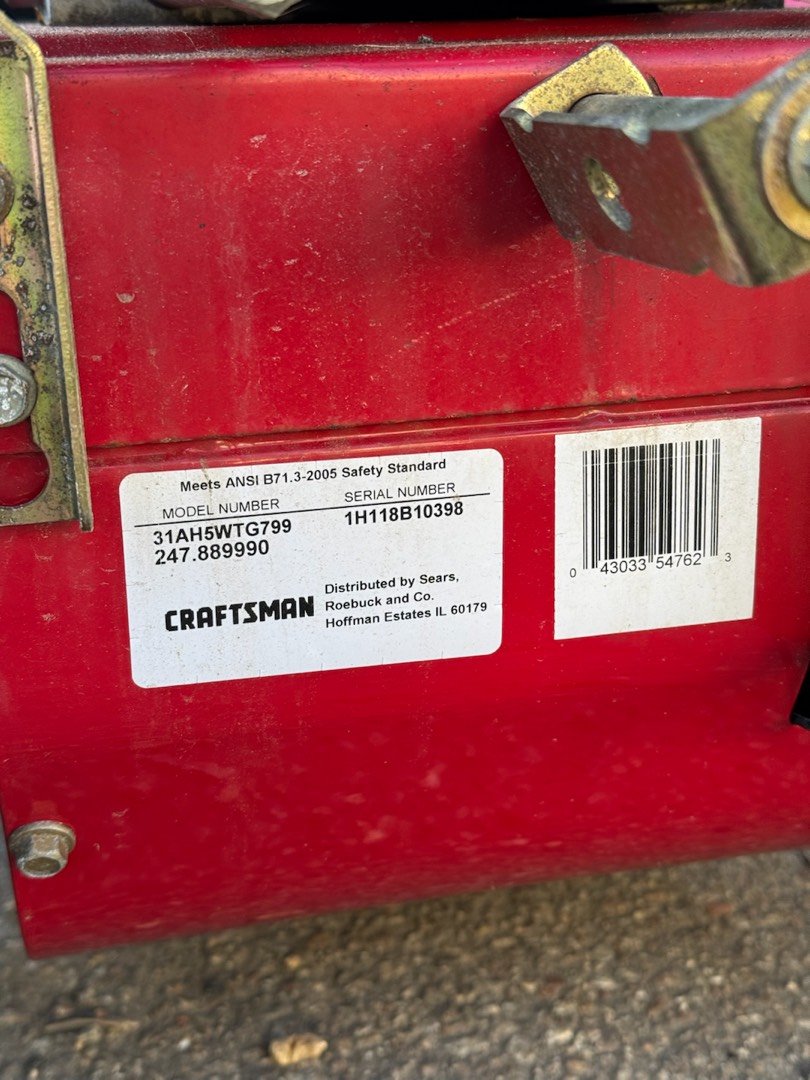 Meets ANSI B71.3-2005 Safety Standard
MODEL NUMBER SERIAL NUMBER
31AH5WTG799 1H118B10398
247.889990
CRAFTSMAN
Distributed by Sears,
Roebuck and Co.
Hoffman Estates IL 60179
0 43033 54762 3